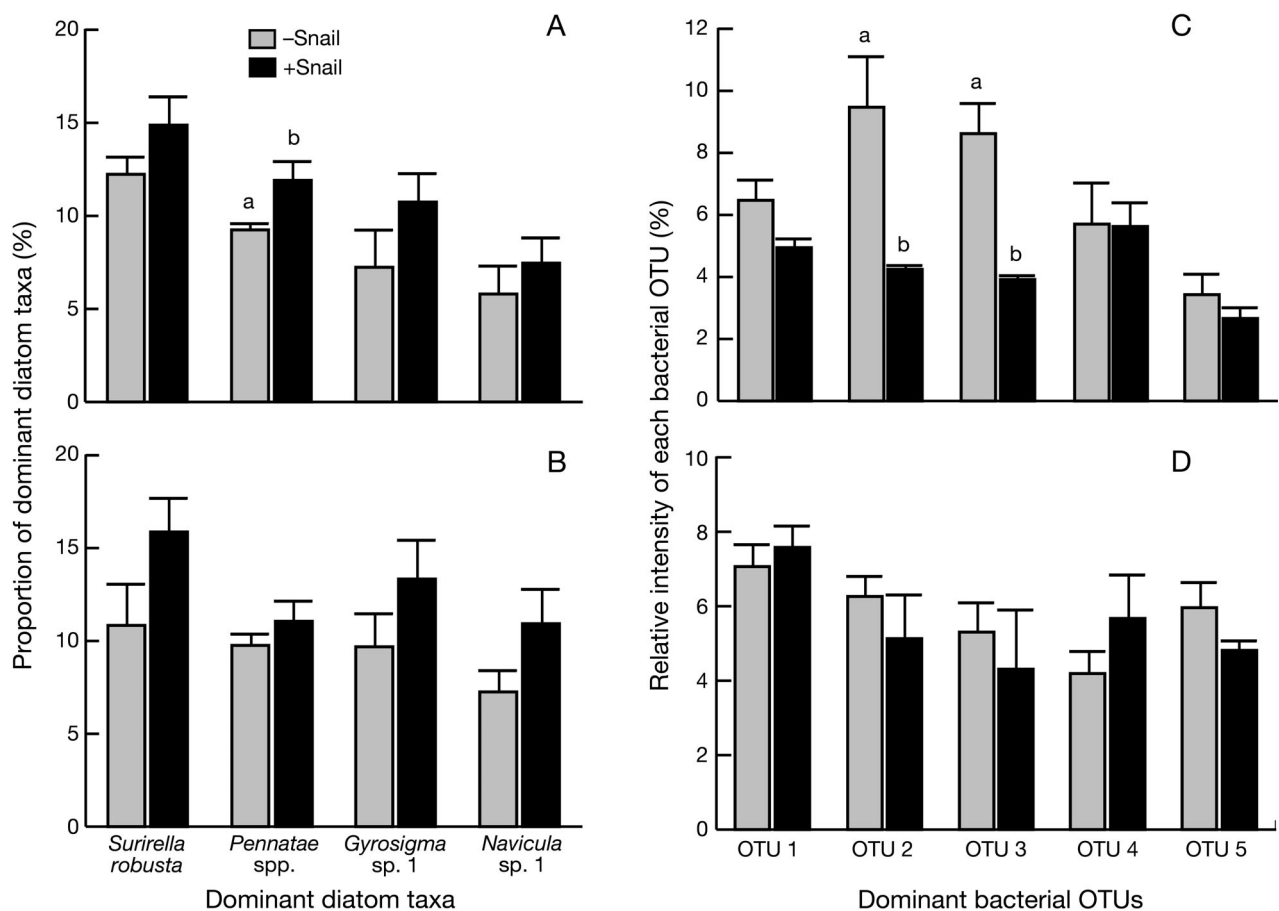 Proportion of dominant diatom taxa (%)
A
–Snail
+Snail
20
15
10
5
0
a
b
B
20
15
10
5
0
Surirella robusta
Pennatae spp.
Gyrosigma sp. 1
Navicula sp. 1
Dominant diatom taxa
Relative intensity of each bacterial OTU (%)
C
12
10
8
6
4
2
0
a
b
a
b
D
10
8
6
4
2
0
OTU 1
OTU 2
OTU 3
OTU 4
OTU 5
Dominant bacterial OTUs